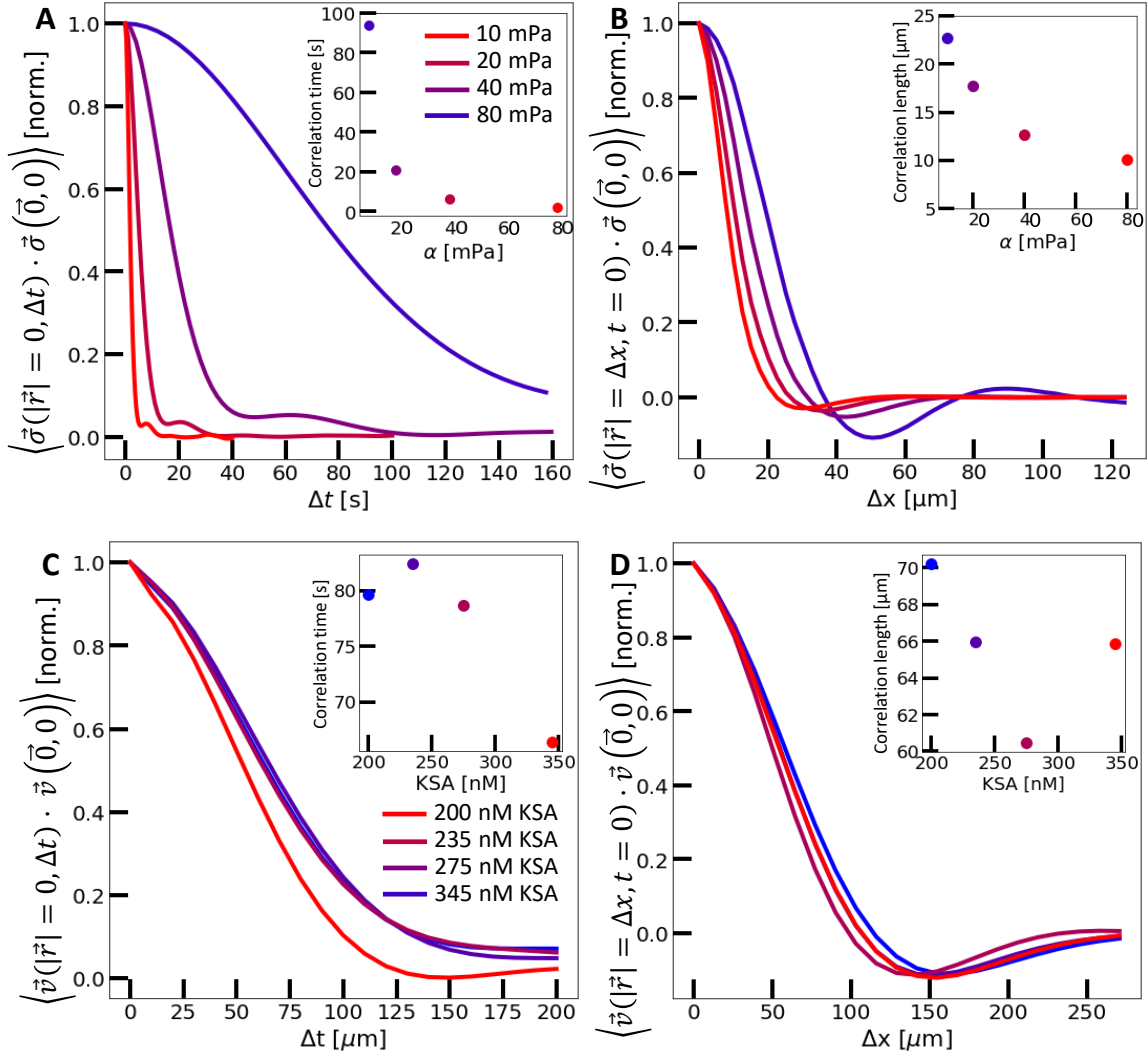 A
⟨σ⃗(|r⃗| = 0, Δt) · σ⃗(0⃗, 0)⟩ [norm.]
1.0
0.8
0.6
0.4
0.2
0.0
0 20 40 60 80 100 120 140 160
Δt [s]
Correlation time [s]
100
80
60
40
20
0
20 40 60 80
α [mPa]
10 mPa
20 mPa
40 mPa
80 mPa
B
⟨σ⃗(|r⃗| = Δx, t = 0) · σ⃗(0⃗, 0)⟩ [norm.]
1.0
0.8
0.6
0.4
0.2
0.0
0 20 40 60 80 100 120
Δx [μm]
Correlation length [μm]
25
20
15
10
5
20 40 60 80
α [mPa]
C
⟨v⃗(|r⃗| = 0, Δt) · v⃗(0⃗, 0)⟩ [norm.]
1.0
0.8
0.6
0.4
0.2
0.0
0 25 50 75 100 125 150 175 200
Δt [μm]
Correlation time [s]
80
75
70
200 250 300 350
KSA [nM]
200 nM KSA
235 nM KSA
275 nM KSA
345 nM KSA
D
⟨v⃗(|r⃗| = Δx, t = 0) · v⃗(0⃗, 0)⟩ [norm.]
1.0
0.8
0.6
0.4
0.2
0.0
0 50 100 150 200 250
Δx [μm]
Correlation length [μm]
70
68
66
64
62
60
200 250 300 350
KSA [nM]